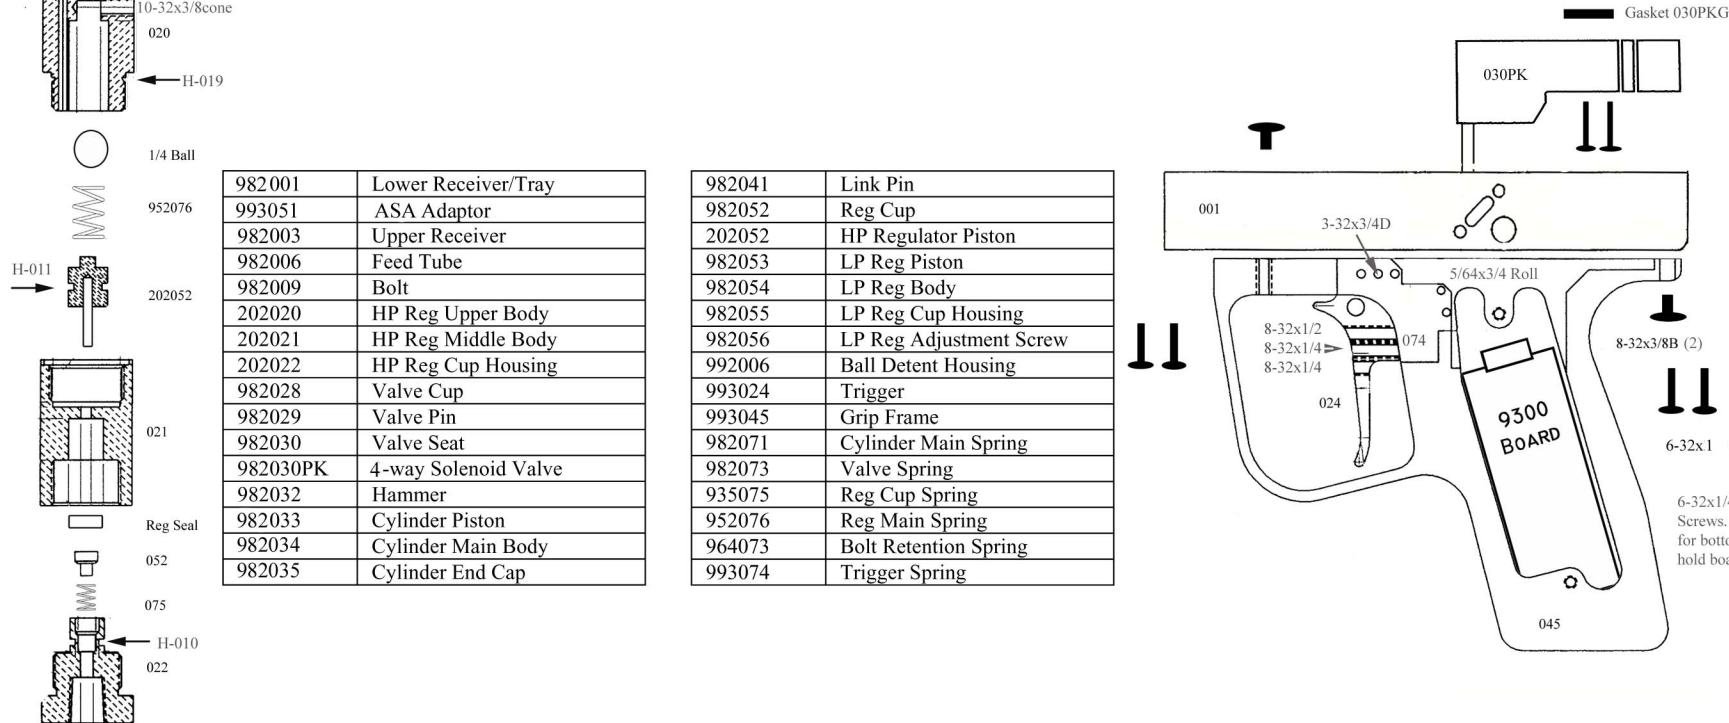 10-32x3/8cone
020
H-019
1/4 Ball
952076
H-011
202052
021
Reg Seal
052
075
H-010
022
982001 Lower Receiver/Tray
993051 ASA Adaptor
982003 Upper Receiver
982006 Feed Tube
982009 Bolt
202020 HP Reg Upper Body
202021 HP Reg Middle Body
202022 HP Reg Cup Housing
982028 Valve Cup
982029 Valve Pin
982030 Valve Seat
982030PK 4-way Solenoid Valve
982032 Hammer
982033 Cylinder Piston
982034 Cylinder Main Body
982035 Cylinder End Cap
982041 Link Pin
982052 Reg Cup
202052 HP Regulator Piston
982053 LP Reg Piston
982054 LP Reg Body
982055 LP Reg Cup Housing
982056 LP Reg Adjustment Screw
992006 Ball Detent Housing
993024 Trigger
993045 Grip Frame
982071 Cylinder Main Spring
982073 Valve Spring
935075 Reg Cup Spring
952076 Reg Main Spring
964073 Bolt Retention Spring
993074 Trigger Spring
Gasket 030PKG
030PK
001
3-32x3/4D
5/64x3/4 Roll
8-32x1/2
8-32x1/4
8-32x1/4
074
024
9300
BOARD
8-32x3/8B (2)
6-32x.1
6-32x1/4
Screws.
for botto
hold boa
045